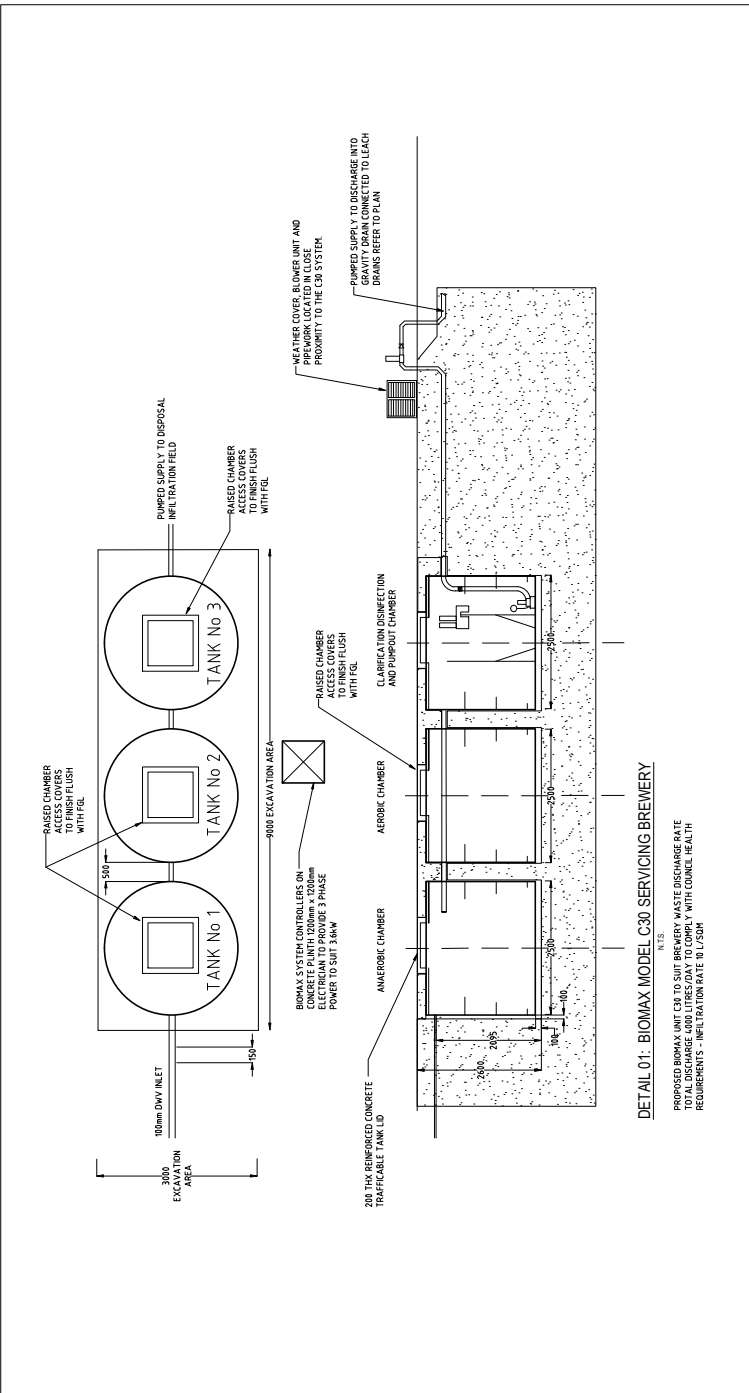 RAISED CHAMBER
ACCESS COVERS
TO FINISH FLUSH
WITH FGL
PUMPED SUPPLY TO DISPOSAL
INFILTRATION FIELD
500
100mm DWV INLET
TANK No 1
TANK No 2
TANK No 3
RAISED CHAMBER
ACCESS COVERS
TO FINISH FLUSH
WITH FGL
3000
EXCAVATION
AREA
150
9000 EXCAVATION AREA
BIOMAX SYSTEM CONTROLLERS ON
CONCRETE PLINTH 1200mm x 1200mm
ELECTRICIAN TO PROVIDE 3 PHASE
POWER TO SUIT 3.6kW
WEATHER COVER, BLOWER UNIT AND
PIPEWORK LOCATED IN CLOSE
PROXIMITY TO THE C30 SYSTEM.
RAISED CHAMBER
ACCESS COVERS
TO FINISH FLUSH
WITH FGL
PUMPED SUPPLY TO DISCHARGE INTO
GRAVITY DRAIN CONNECTED TO LEACH
DRAINS REFER TO PLAN
200 THX REINFORCED CONCRETE
TRAFFICABLE TANK LID
ANAEROBIC CHAMBER
AEROBIC CHAMBER
CLARIFICATION DISINFECTION
AND PUMPOUT CHAMBER
2600
2095
100
100
2500
2500
2500
DETAIL 01: BIOMAX MODEL C30 SERVICING BREWERY
N.T.S.
PROPOSED BIOMAX UNIT C30 TO SUIT BREWERY WASTE DISCHARGE RATE
TOTAL DISCHARGE 4000 LITRES/DAY TO COMPLY WITH COUNCIL HEALTH
REQUIREMENTS - INFILTRATION RATE 10 L/SQM